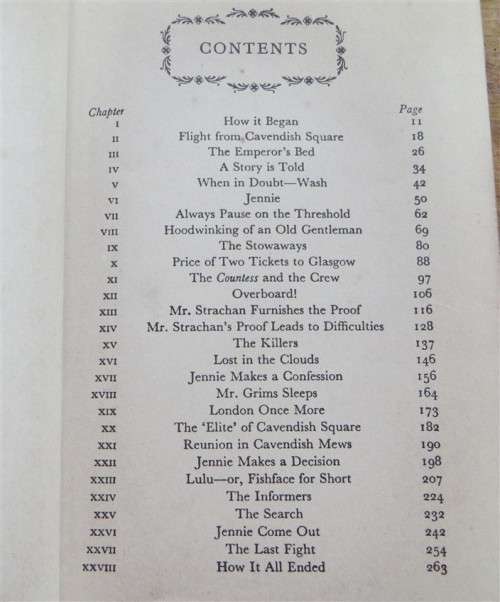 CONTENTS
Chapter Page
I How it Began 11
II Flight from Cavendish Square 18
III The Emperor's Bed 26
IV A Story is Told 34
V When in Doubt—Wash 42
VI Jennie 50
VII Always Pause on the Threshold 62
VIII Hoodwinking of an Old Gentleman 69
IX The Stowaways 80
X Price of Two Tickets to Glasgow 88
XI The Countess and the Crew 97
XII Overboard! 106
XIII Mr. Strachan Furnishes the Proof 116
XIV Mr. Strachan's Proof Leads to Difficulties 128
XV The Killers 137
XVI Lost in the Clouds 146
XVII Jennie Makes a Confession 156
XVIII Mr. Grims Sleeps 164
XIX London Once More 173
XX The 'Elite' of Cavendish Square 182
XXI Reunion in Cavendish Mews 190
XXII Jennie Makes a Decision 198
XXIII Lulu—or, Fishface for Short 207
XXIV The Informers 224
XXV The Search 232
XXVI Jennie Come Out 242
XXVII The Last Fight 254
XXVIII How It All Ended 263